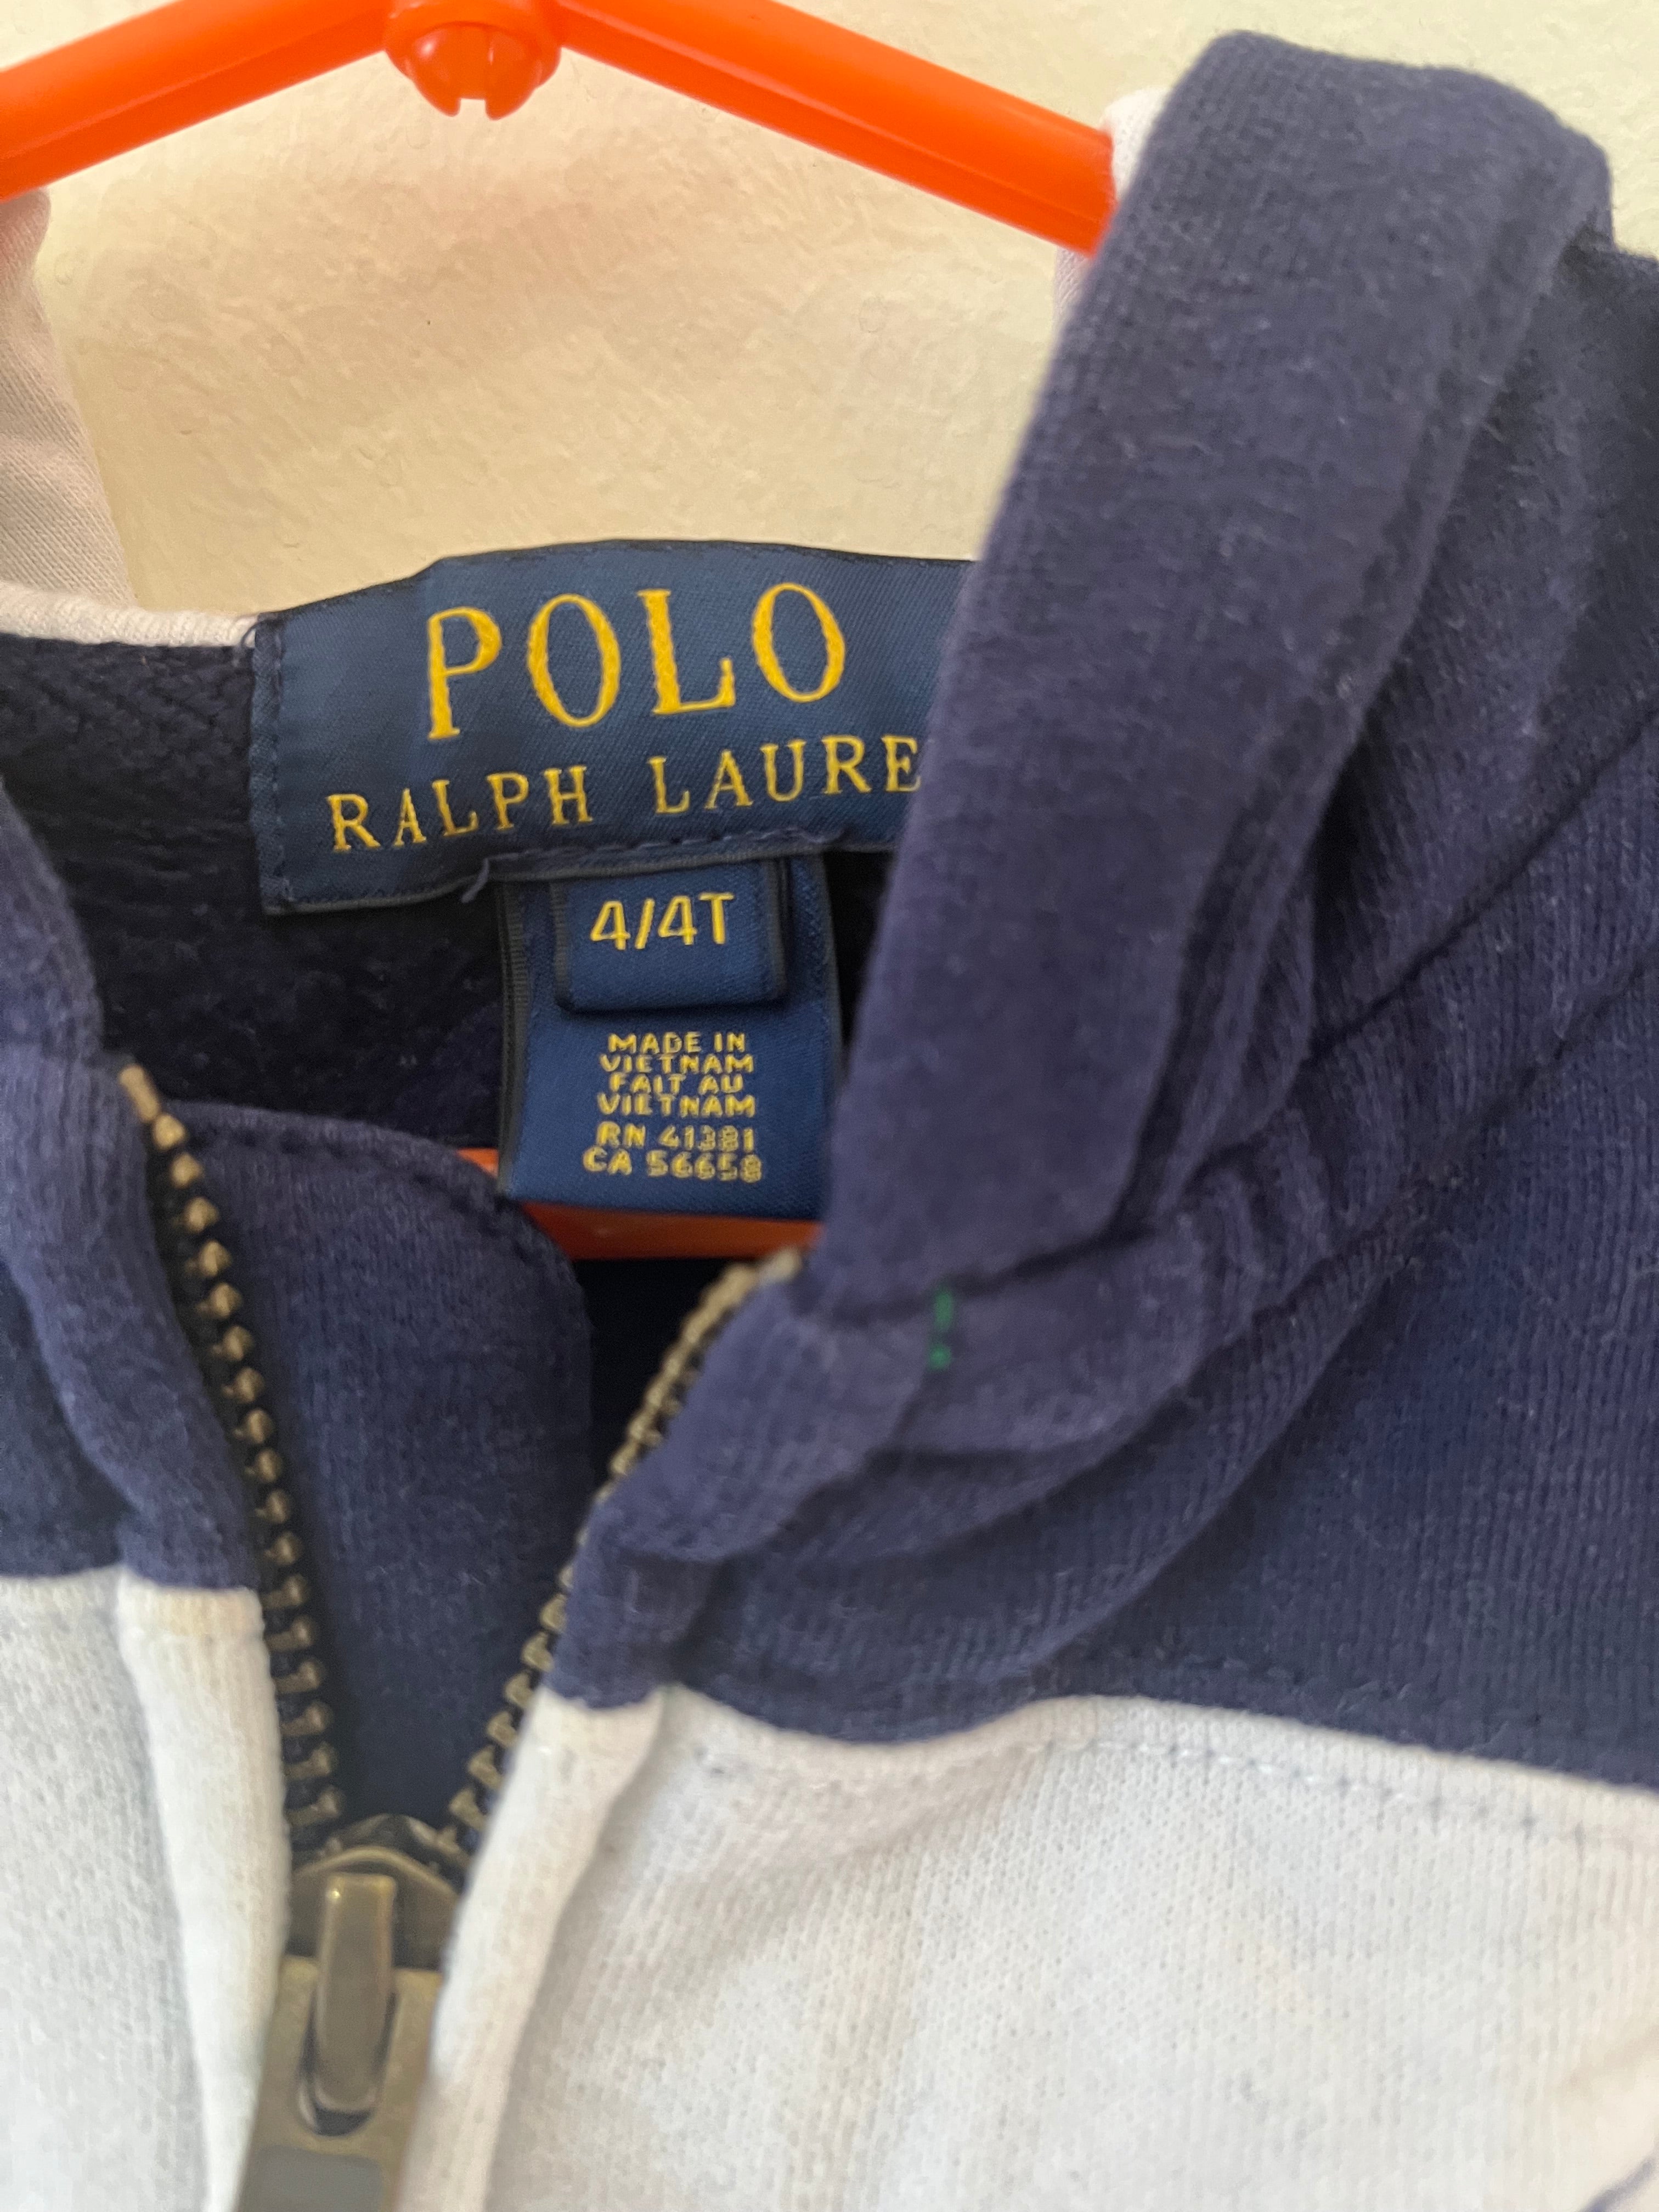 POLO
RALPH LAURE
4/4T
MADE IN
VIETNAM
FAIT AU
VIETNAM
RN 41381
CA 56658